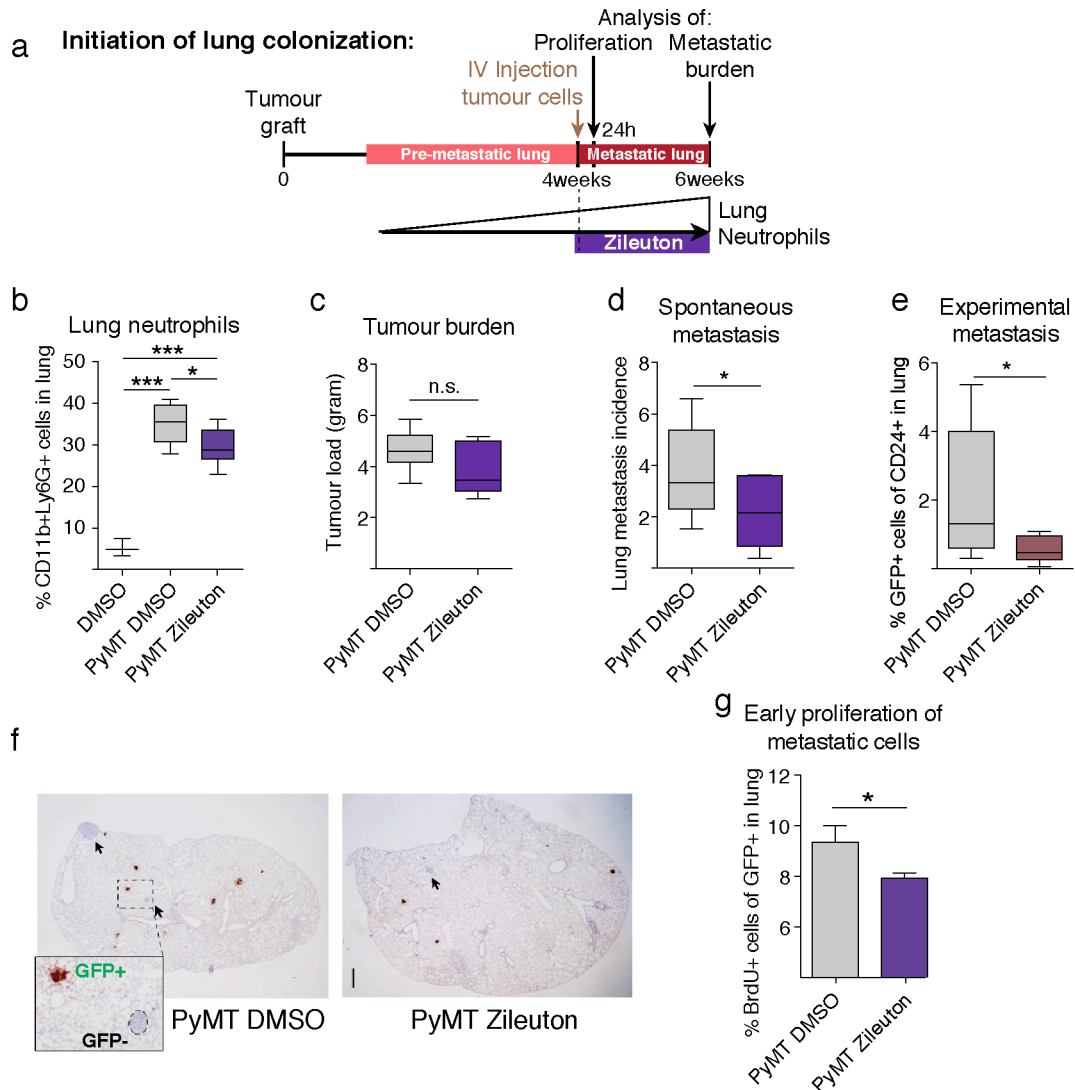 a
Initiation of lung colonization:
Analysis of:
Proliferation
Metastatic
burden
IV Injection
tumour cells
Tumour
graft
24h
Pre-metastatic lung
Metastatic lung
0
4weeks
6weeks
Lung
Neutrophils
Zileuton
b
Lung neutrophils
% CD11b+Ly6G+ cells in lung
50
40
30
20
10
***
***
*
DMSO
PyMT DMSO
PyMT Zileuton
c
Tumour burden
Tumour load (gram)
8
6
4
2
n.s.
PyMT DMSO
PyMT Zileuton
d
Spontaneous
metastasis
Lung metastasis incidence
8
6
4
2
*
PyMT DMSO
PyMT Zileuton
e
Experimental
metastasis
% GFP+ cells of CD24+ in lung
6
4
2
*
PyMT DMSO
PyMT Zileuton
f
GFP+
GFP-
PyMT DMSO
PyMT Zileuton
g
Early proliferation of
metastatic cells
% BrdU+ cells of GFP+ in lung
12
10
8
6
*
PyMT DMSO
PyMT Zileuton